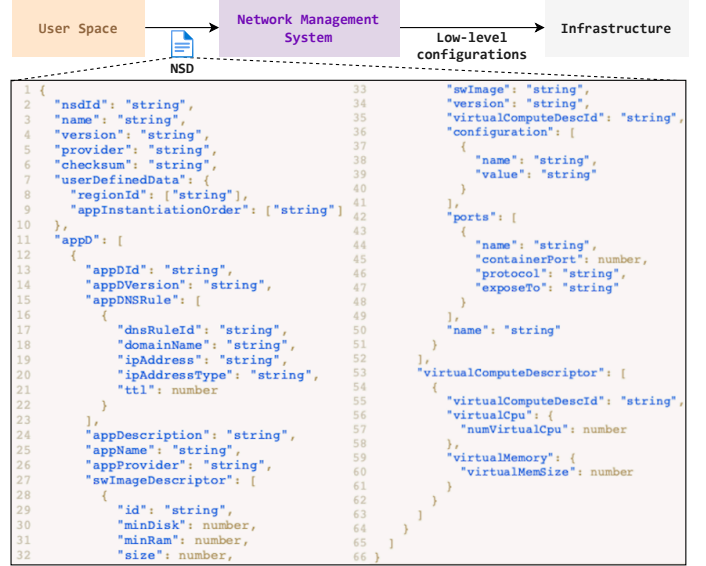 User Space
Network Management
System
Infrastructure
Low-level
configurations
NSD
1 {
2 "nsdId": "string",
3 "name": "string",
4 "version": "string",
5 "provider": "string",
6 "checksum": "string",
7 "userDefinedData": {
8 "regionId": ["string"],
9 "appInstantiationOrder": ["string"]
10 },
11 "appD": [
12 {
13 "appDId": "string",
14 "appDVersion": "string",
15 "appDNSRule": [
16 {
17 "dnsRuleId": "string",
18 "domainName": "string",
19 "ipAddress": "string",
20 "ipAddressType": "string",
21 "ttl": number
22 }
23 ],
24 "appDescription": "string",
25 "appName": "string",
26 "appProvider": "string",
27 "swImageDescriptor": [
28 {
29 "id": "string",
30 "minDisk": number,
31 "minRam": number,
32 "size": number,
33 "swImage": "string",
34 "version": "string",
35 "virtualComputeDescId": "string",
36 "configuration": [
37 {
38 "name": "string",
39 "value": "string"
40 }
41 ],
42 "ports": [
43 {
44 "name": "string",
45 "containerPort": number,
46 "protocol": "string",
47 "exposeTo": "string"
48 }
49 ],
50 "name": "string"
51 }
52 ],
53 "virtualComputeDescriptor": [
54 {
55 "virtualComputeDescId": "string",
56 "virtualCpu": {
57 "numVirtualCpu": number
58 },
59 "virtualMemory": {
60 "virtualMemSize": number
61 }
62 }
63 ]
64 }
65 ]
66 }